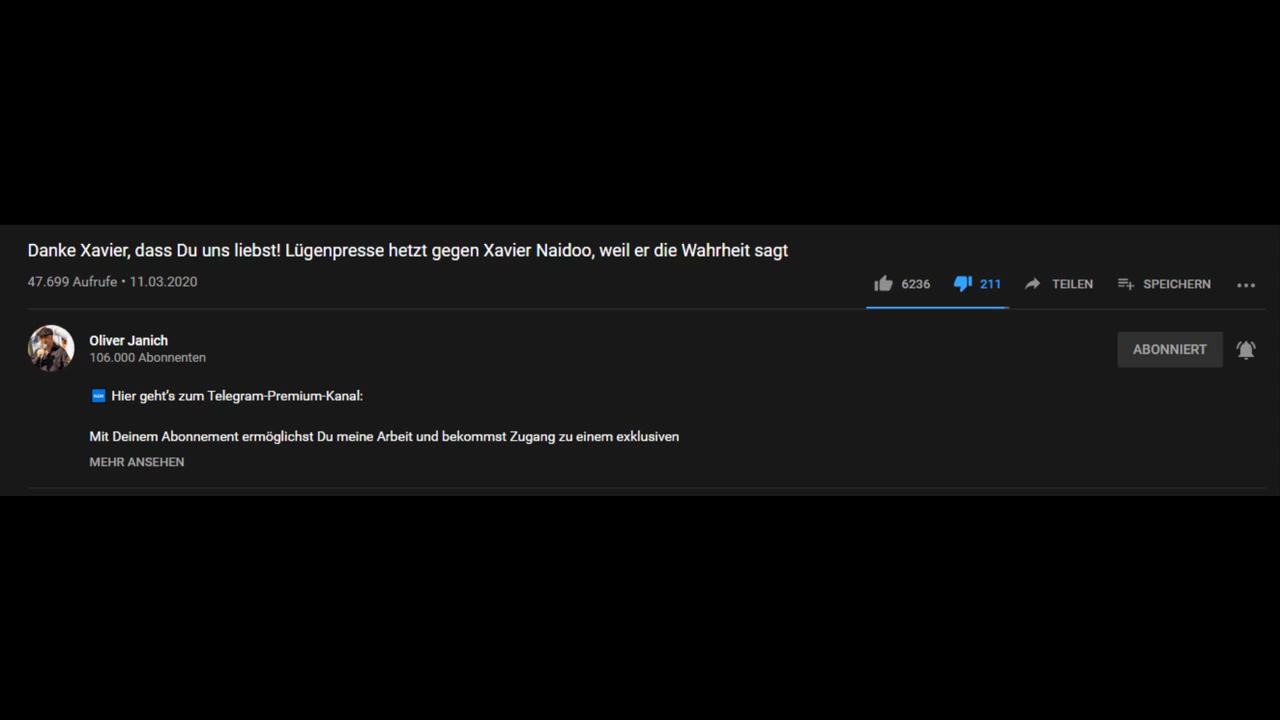 Danke Xavier, dass Du uns liebst! Lügenpresse hetzt gegen Xavier Naidoo, weil er die Wahrheit sagt
47.699 Aufrufe • 11.03.2020
6236 211 TEILEN SPEICHERN
Oliver Janich
106.000 Abonnenten
ABONNIERT
Hier geht's zum Telegram-Premium-Kanal:
Mit Deinem Abonnement ermöglichst Du meine Arbeit und bekommst Zugang zu einem exklusiven
MEHR ANSEHEN